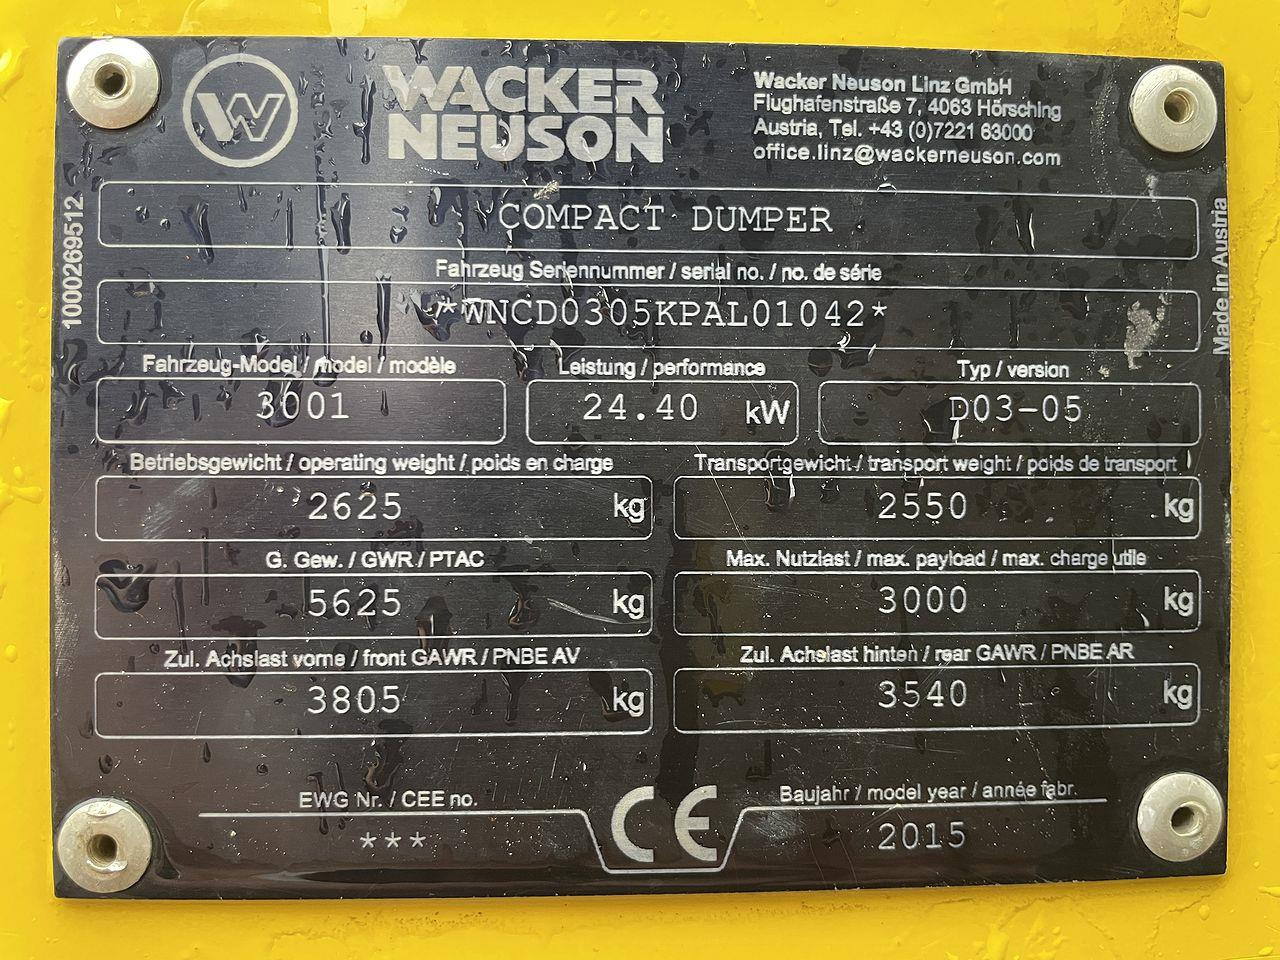 W
WACKER
NEUSON
Wacker Neuson Linz GmbH
Flughafenstraße 7, 4063 Hörsching
Austria, Tel. +43 (0)7221 63000
office.linz@wackerneuson.com
1000269512
Made in Austria
COMPACT DUMPER
Fahrzeug Seriennummer / serial no. / no. de série
*WNCD0305KPAL01042*
Fahrzeug-Model / model / modèle
3001
Leistung / performance
24.40 kW
Typ / version
D03-05
Betriebsgewicht / operating weight / poids en charge
2625 kg
Transportgewicht / transport weight / poids de transport
2550 kg
G. Gew. / GWR / PTAC
5625 kg
Max. Nutzlast / max. payload / max. charge utile
3000 kg
Zul. Achslast vorne / front GAWR / PNBE AV
3805 kg
Zul. Achslast hinten / rear GAWR / PNBE AR
3540 kg
EWG Nr. / CEE no.
***
CE
Baujahr / model year / année fabr.
2015